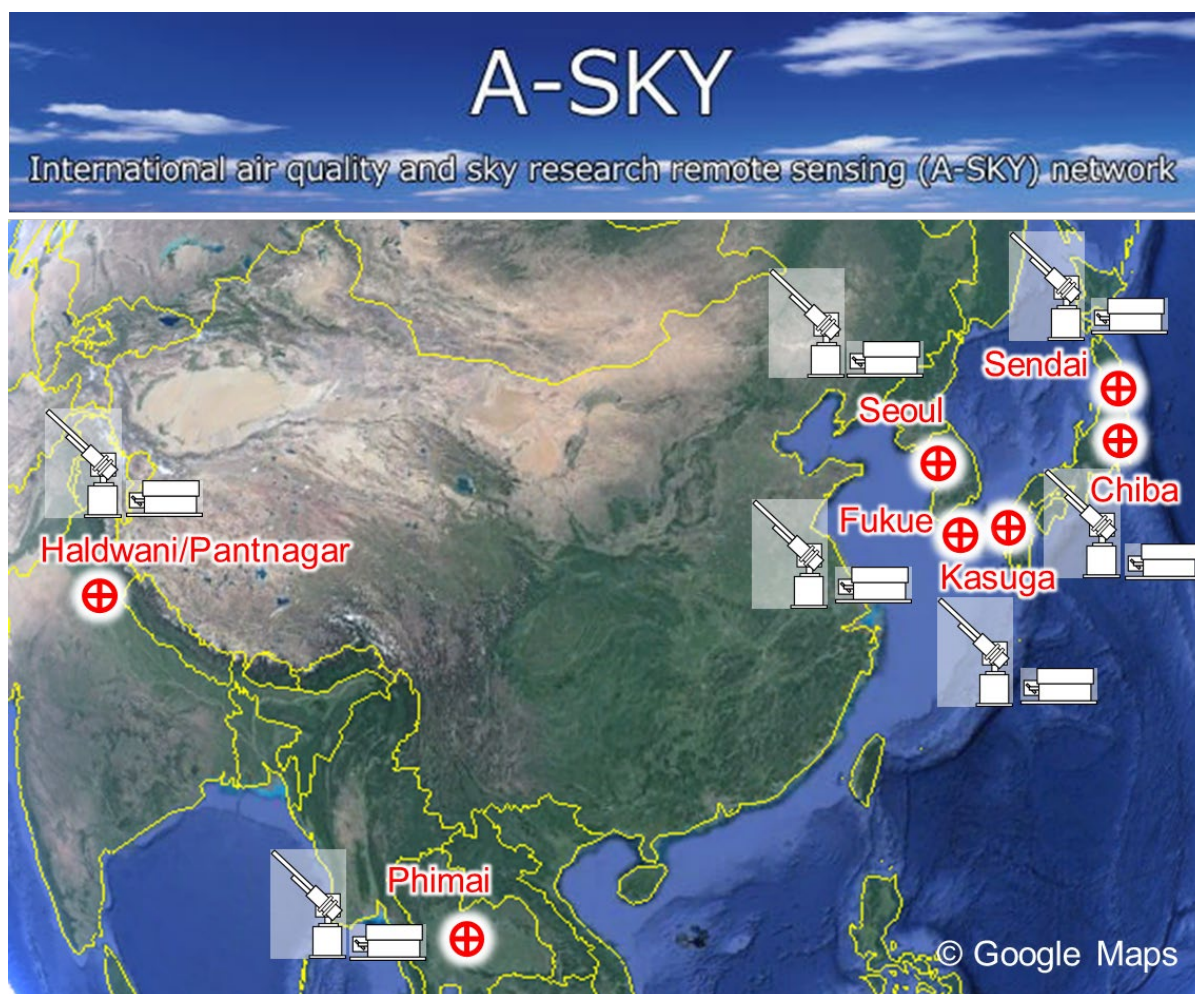 A-SKY
International air quality and sky research remote sensing (A-SKY) network
Sendai
Seoul
Chiba
Fukue
Haldwani/Pantnagar
Kasuga
Phimai
© Google Maps